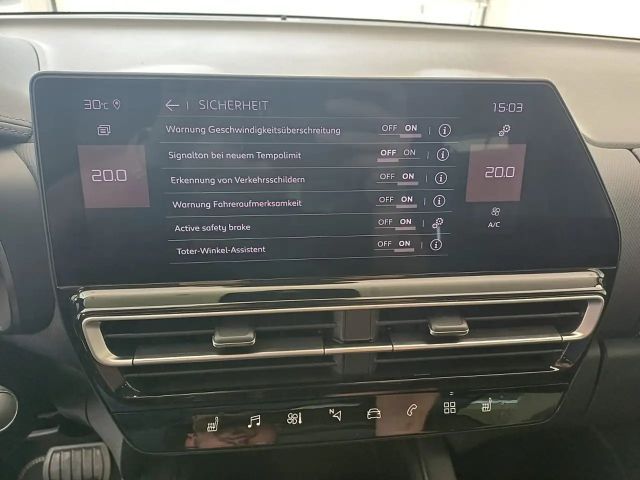 30°C
← | SICHERHEIT
15:03
Warnung Geschwindigkeitsüberschreitung OFF ON | i
Signalton bei neuem Tempolimit OFF ON | i
Erkennung von Verkehrsschildern OFF ON | i
Warnung Fahreraufmerksamkeit OFF ON | i
Active safety brake OFF ON |
Toter-Winkel-Assistent OFF ON | i
20.0
20.0
A/C
N